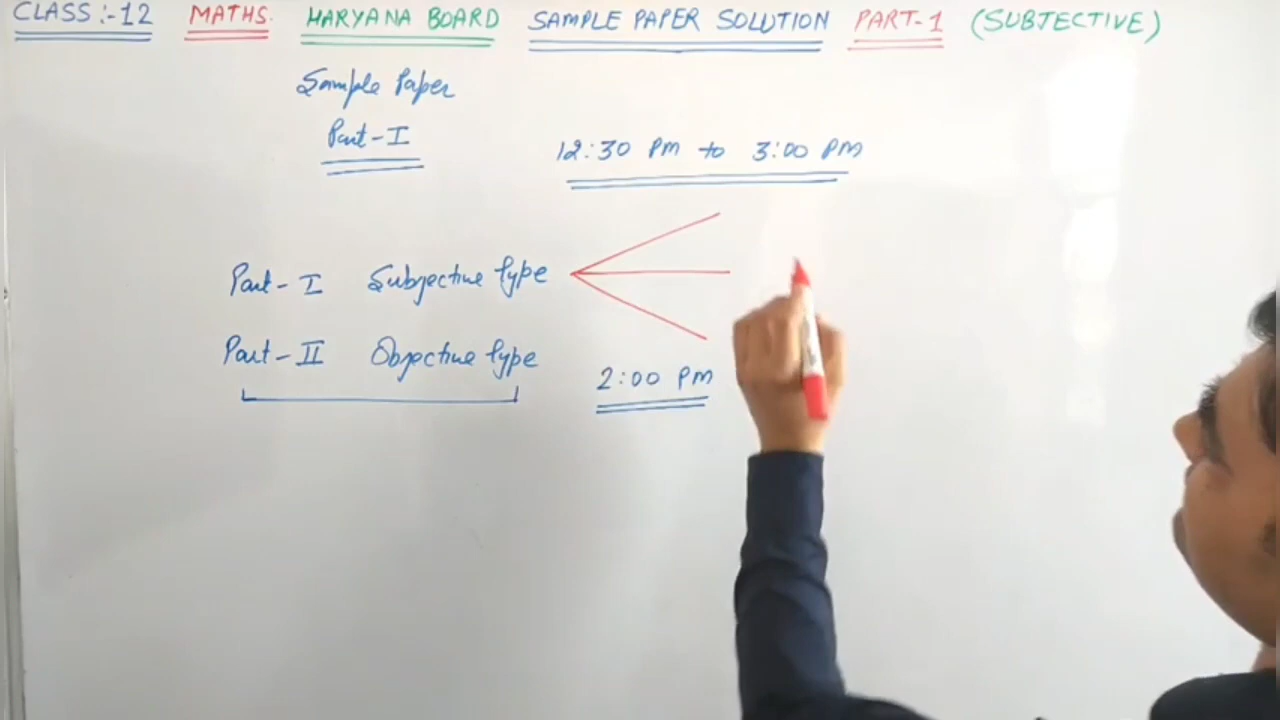 CLASS:-12 MATHS. HARYANA BOARD SAMPLE PAPER SOLUTION PART-1 (SUBJECTIVE)
Sample Paper
Part-I
12:30 PM to 3:00 PM
Part-I Subjective type
Part-II Objective type
2:00 PM